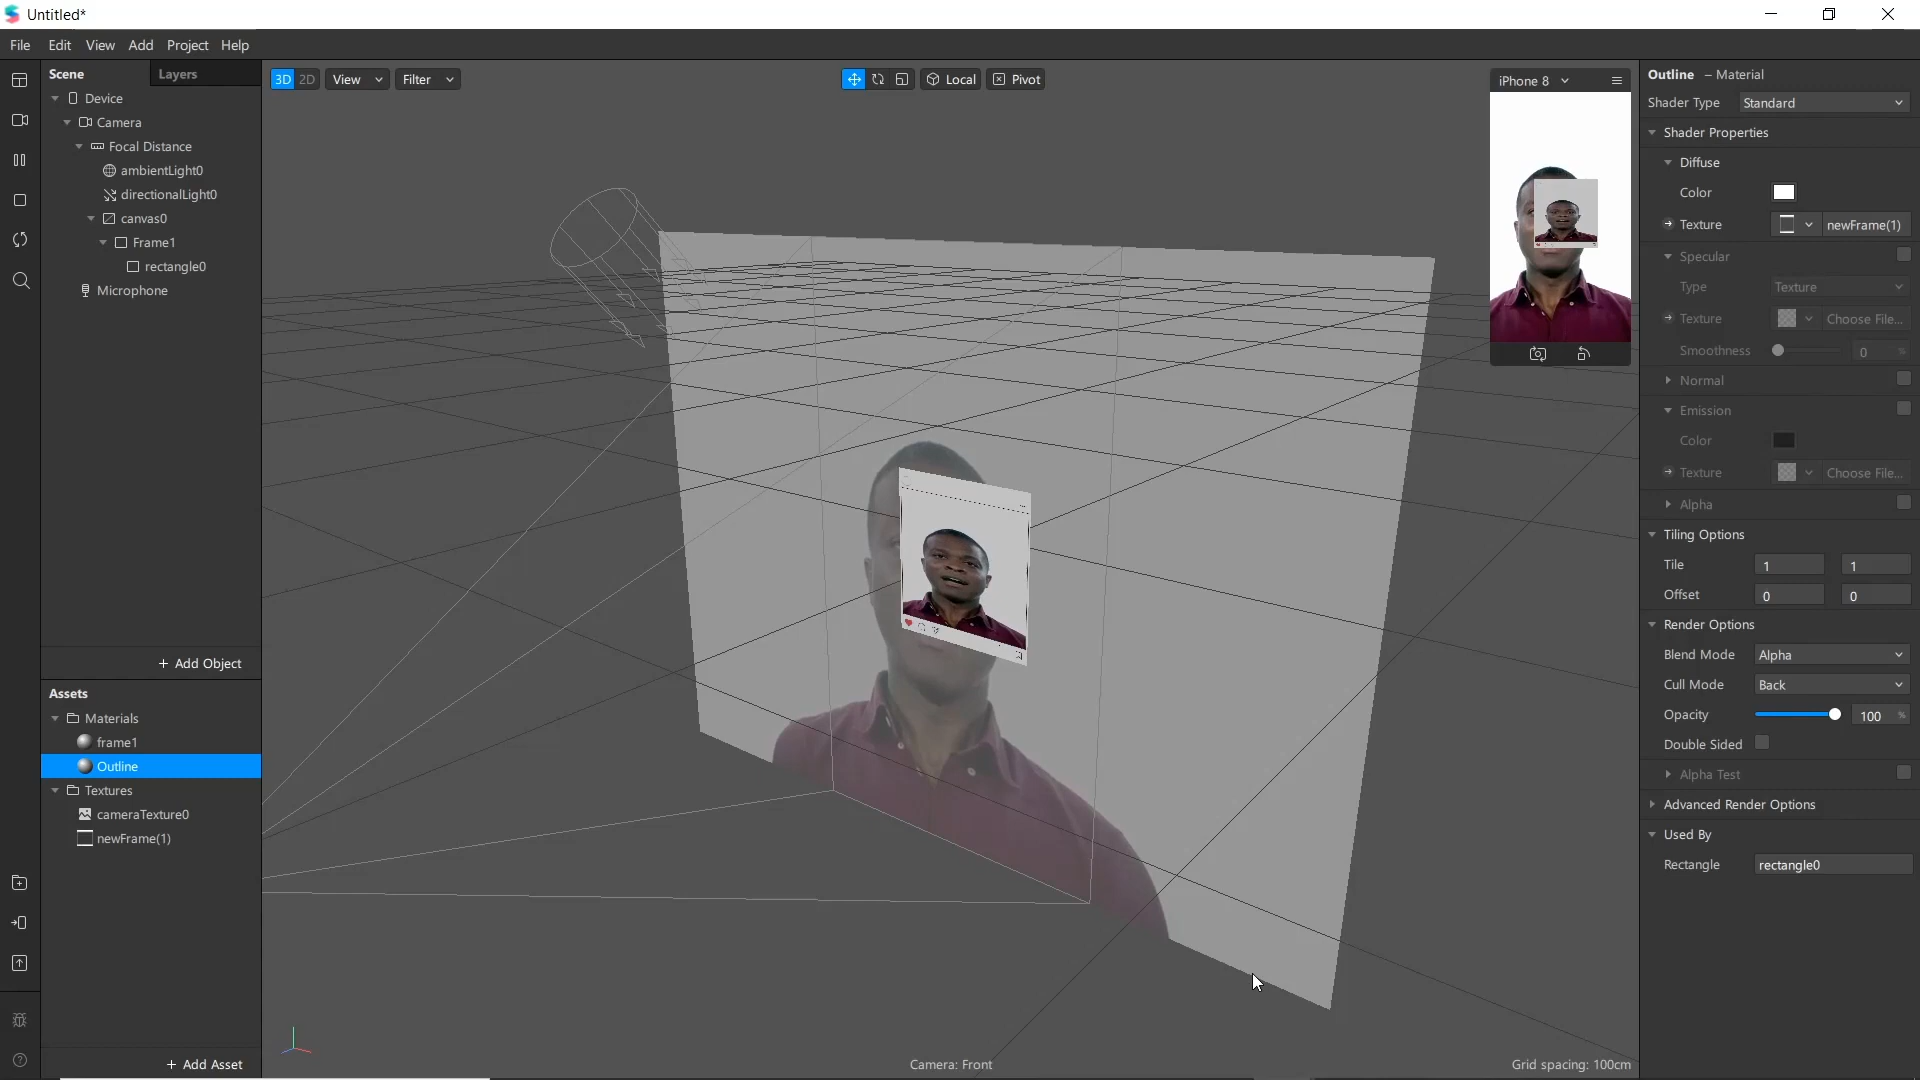 Untitled*
File Edit View Add Project Help
Scene Layers
Device
Camera
Focal Distance
ambientLight0
directionalLight0
canvas0
Frame1
rectangle0
Microphone
+ Add Object
Assets
Materials
frame1
Outline
Textures
cameraTexture0
newFrame(1)
+ Add Asset
3D 2D View Filter
Local Pivot
iPhone 8
Camera: Front
Grid spacing: 100cm
Outline – Material
Shader Type Standard
Shader Properties
Diffuse
Color
Texture newFrame(1)
Specular
Type Texture
Texture Choose File...
Smoothness 0 %
Normal
Emission
Color
Texture Choose File...
Alpha
Tiling Options
Tile 1 1
Offset 0 0
Render Options
Blend Mode Alpha
Cull Mode Back
Opacity 100 %
Double Sided
Alpha Test
Advanced Render Options
Used By
Rectangle rectangle0